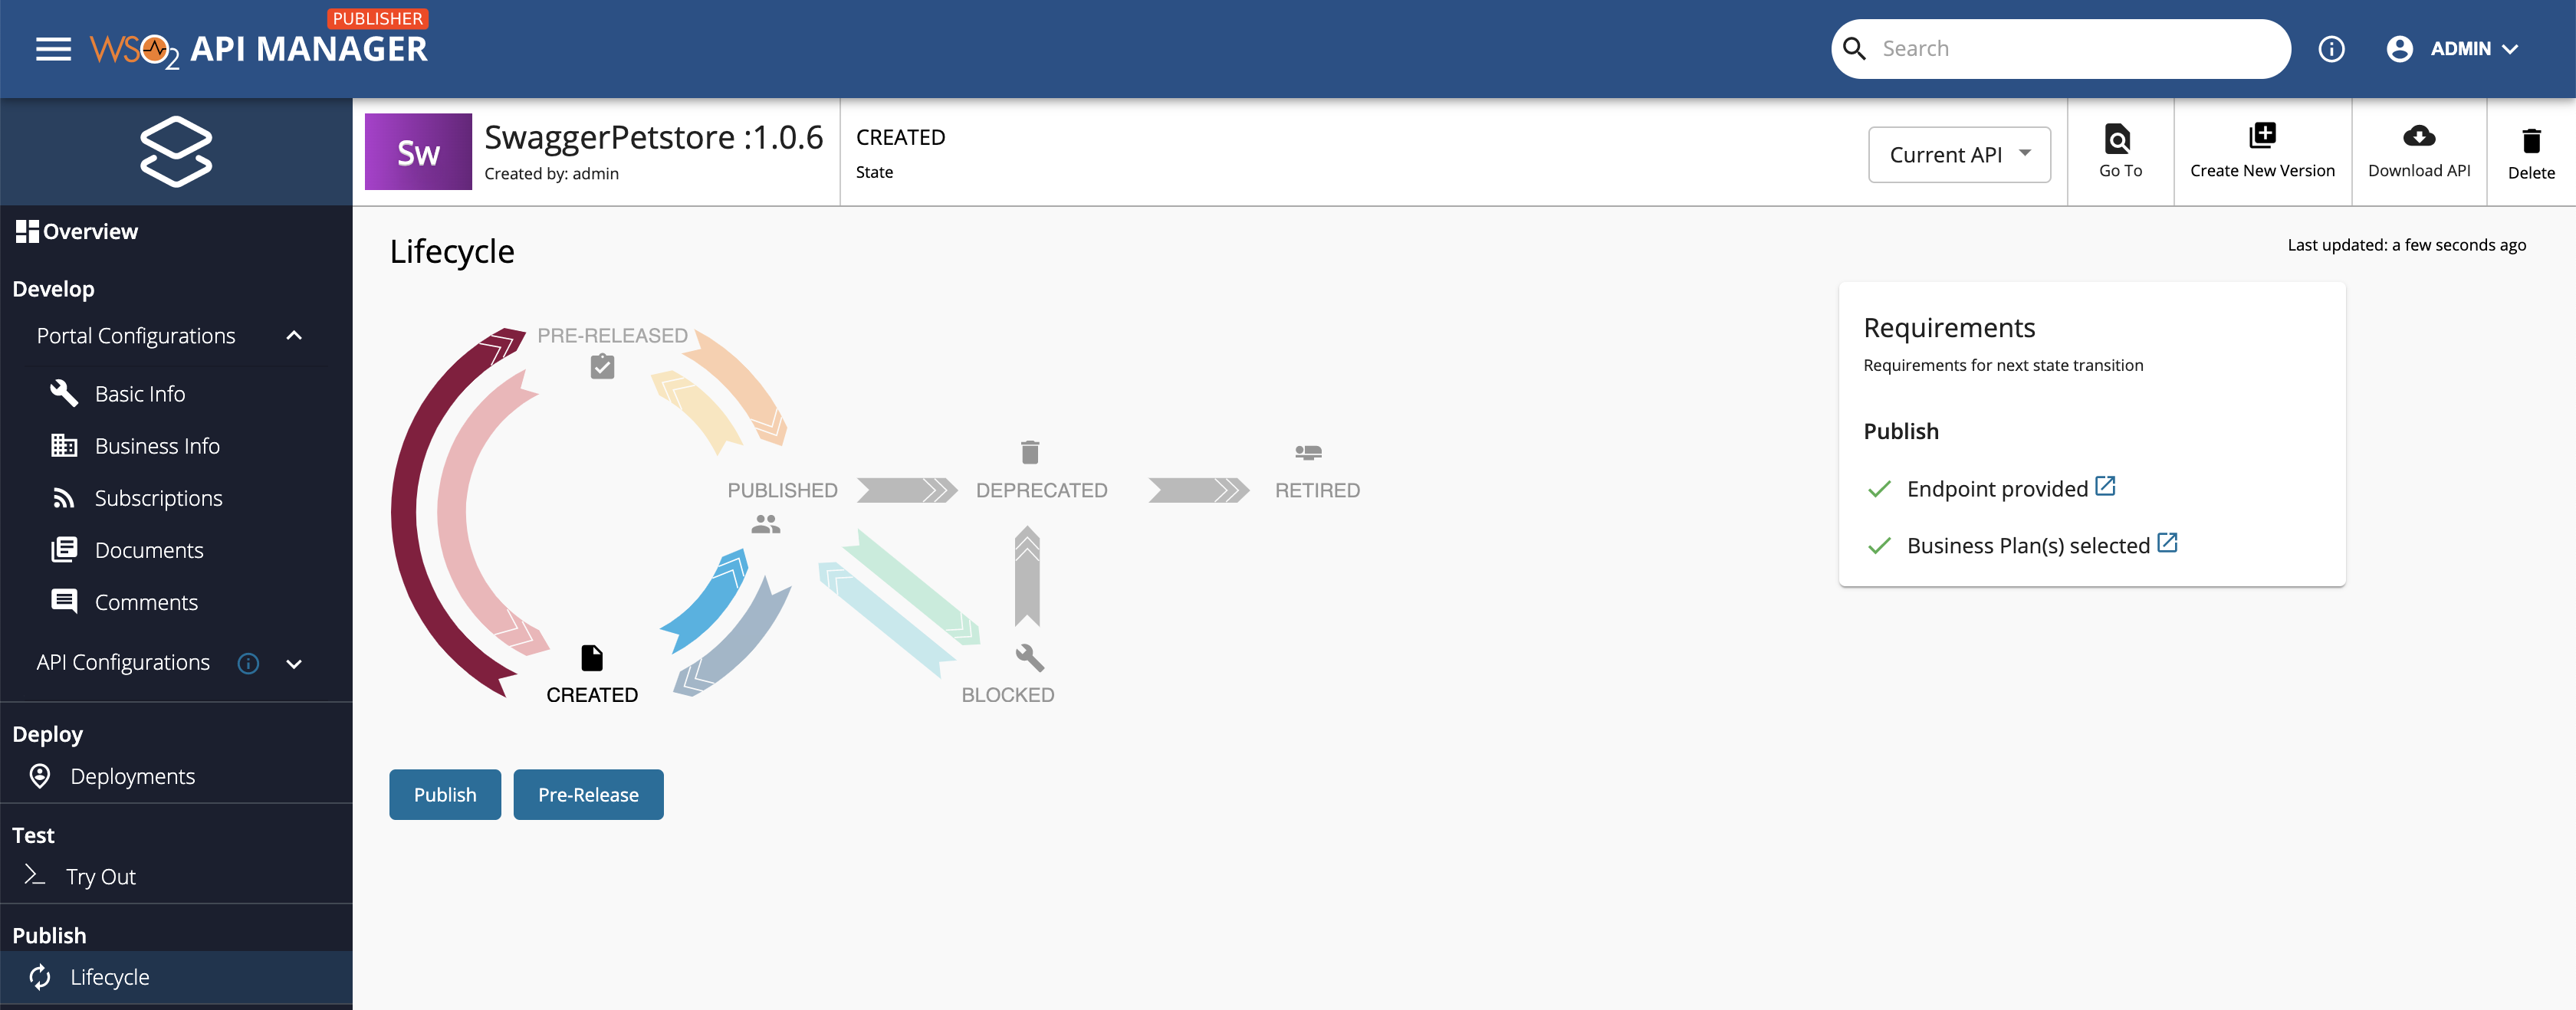 PUBLISHER
WSO2 API MANAGER
Search
ADMIN
Sw
SwaggerPetstore :1.0.6
Created by: admin
CREATED
State
Current API
Go To
Create New Version
Download API
Delete
Overview
Develop
Portal Configurations
Basic Info
Business Info
Subscriptions
Documents
Comments
API Configurations
Deploy
Deployments
Test
Try Out
Publish
Lifecycle
Lifecycle
Last updated: a few seconds ago
PRE-RELEASED
PUBLISHED
DEPRECATED
RETIRED
CREATED
BLOCKED
Publish
Pre-Release
Requirements
Requirements for next state transition
Publish
Endpoint provided
Business Plan(s) selected